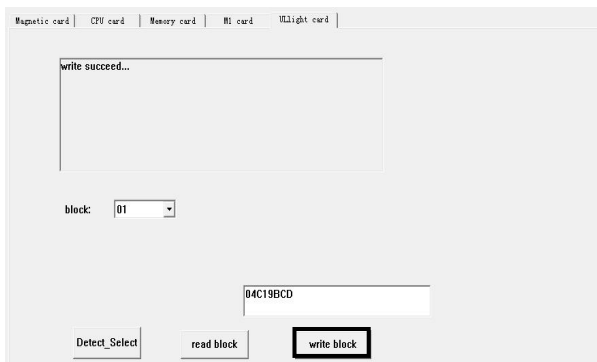 Magnetic card CPU card Memory card M1 card ULlight card
write succeed...
block: 01
04C19BCD
Detect_Select read block write block